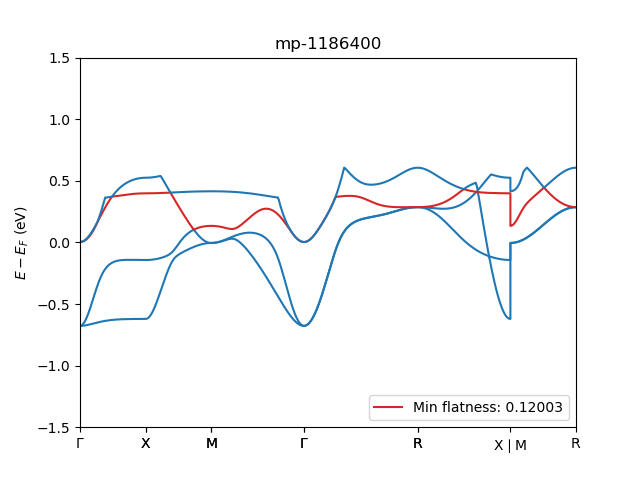 mp-1186400
1.5
1.0
0.5
0.0
−0.5
−1.0
−1.5
E − E_F (eV)
Min flatness: 0.12003
Γ X M Γ R X | M R